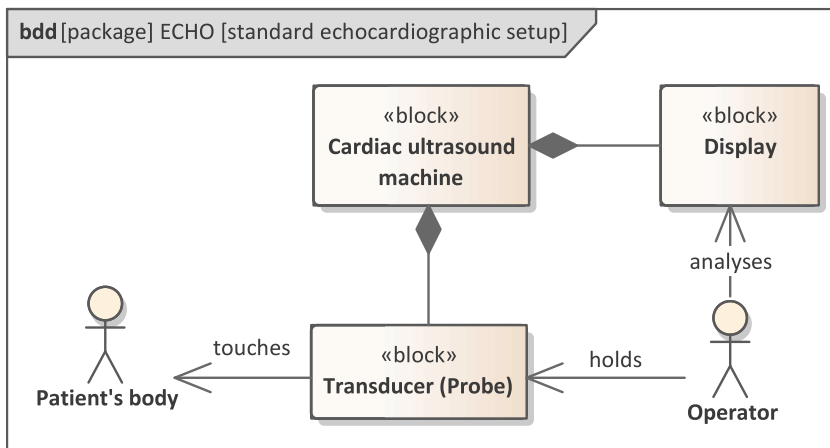 bdd [package] ECHO [standard echocardiographic setup]
«block»
Cardiac ultrasound
machine
«block»
Display
analyses
touches
«block»
Transducer (Probe)
holds
Patient's body
Operator